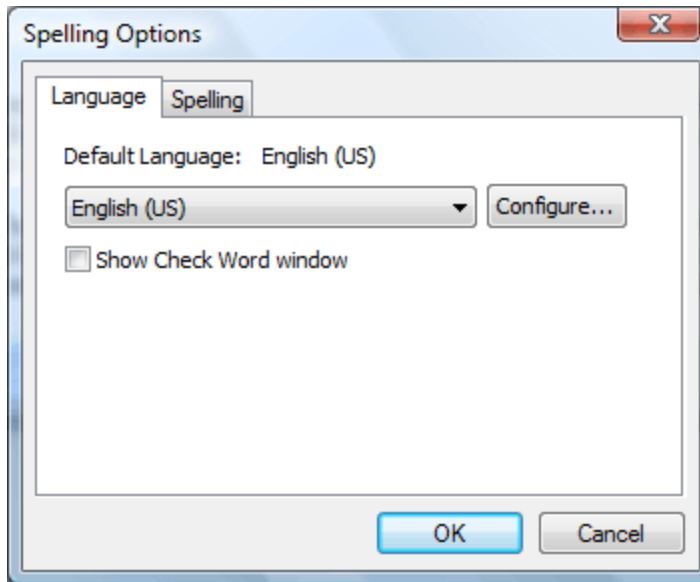 Spelling Options
Language Spelling
Default Language: English (US)
English (US) Configure...
Show Check Word window
OK Cancel